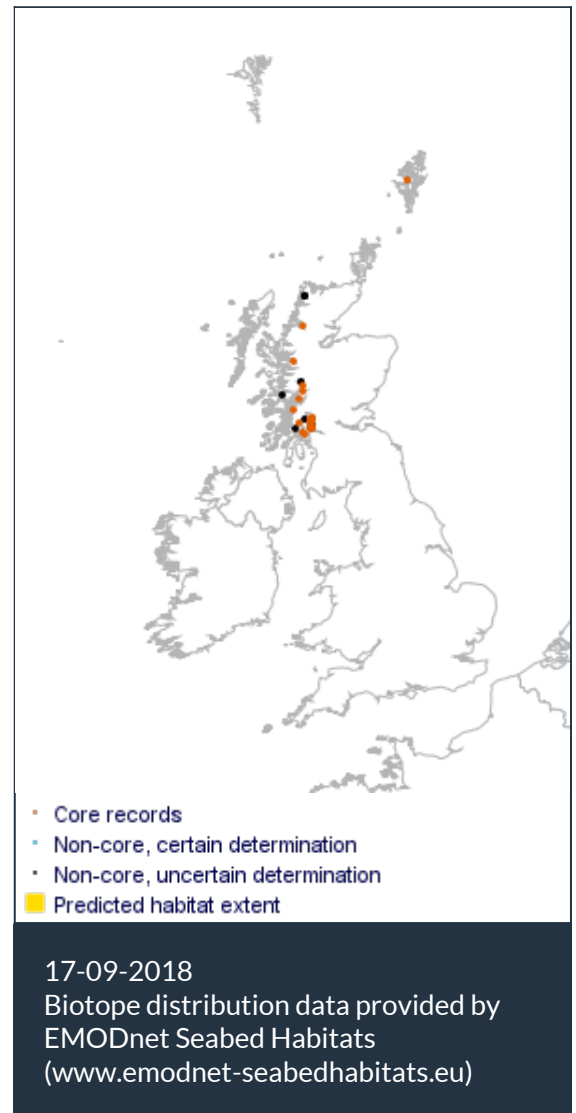 Core records
Non-core, certain determination
Non-core, uncertain determination
Predicted habitat extent
17-09-2018
Biotope distribution data provided by
EMODnet Seabed Habitats
(www.emodnet-seabedhabitats.eu)